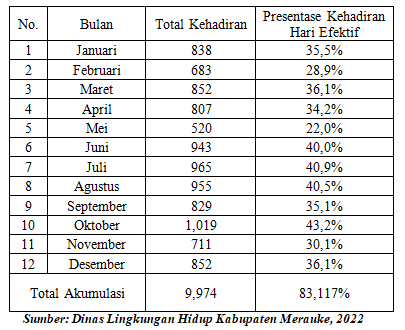 No. Bulan Total Kehadiran Presentase Kehadiran Hari Efektif
1 Januari 838 35,5%
2 Februari 683 28,9%
3 Maret 852 36,1%
4 April 807 34,2%
5 Mei 520 22,0%
6 Juni 943 40,0%
7 Juli 965 40,9%
8 Agustus 955 40,5%
9 September 829 35,1%
10 Oktober 1,019 43,2%
11 November 711 30,1%
12 Desember 852 36,1%
Total Akumulasi 9,974 83,117%
Sumber: Dinas Lingkungan Hidup Kabupaten Merauke, 2022